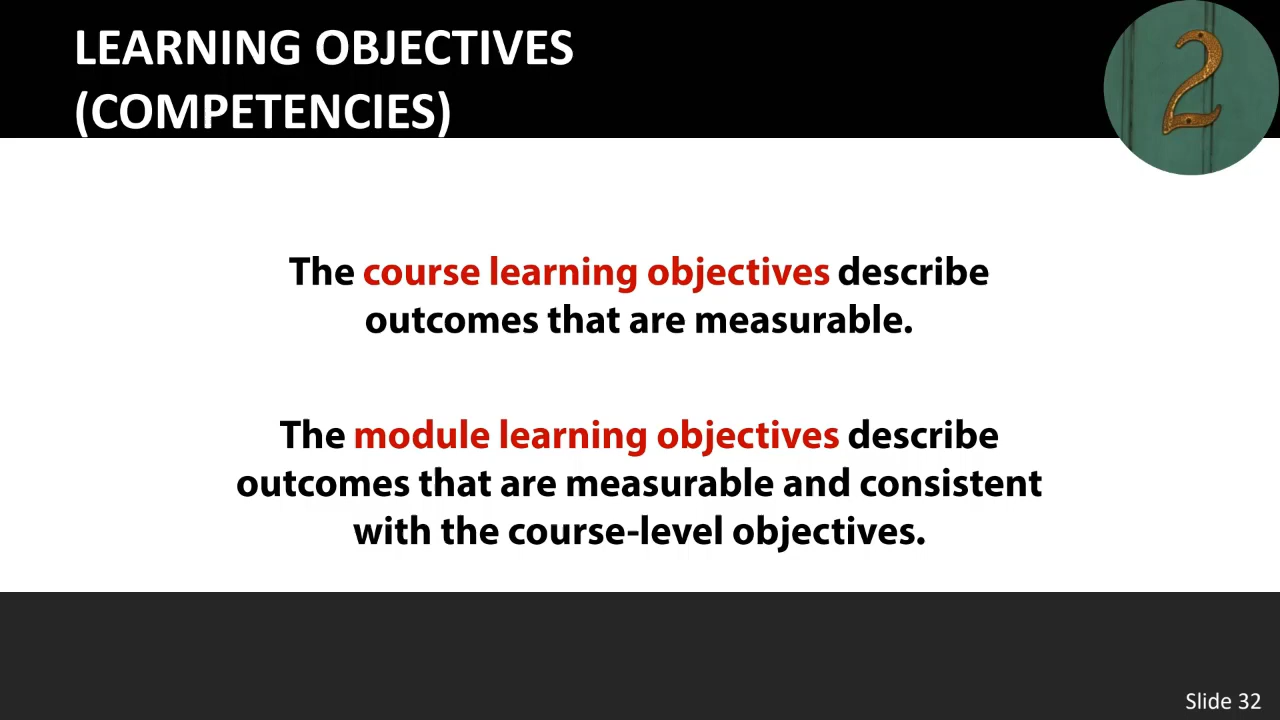 LEARNING OBJECTIVES
(COMPETENCIES)
2
The course learning objectives describe
outcomes that are measurable.
The module learning objectives describe
outcomes that are measurable and consistent
with the course-level objectives.
Slide 32